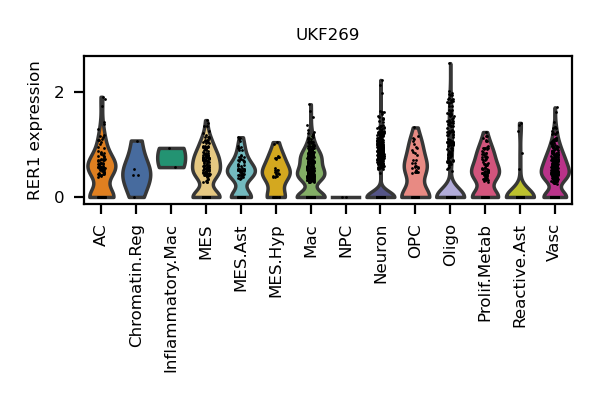 UKF269
RER1 expression
2
0
AC
Chromatin.Reg
Inflammatory.Mac
MES
MES.Ast
MES.Hyp
Mac
NPC
Neuron
OPC
Oligo
Prolif.Metab
Reactive.Ast
Vasc